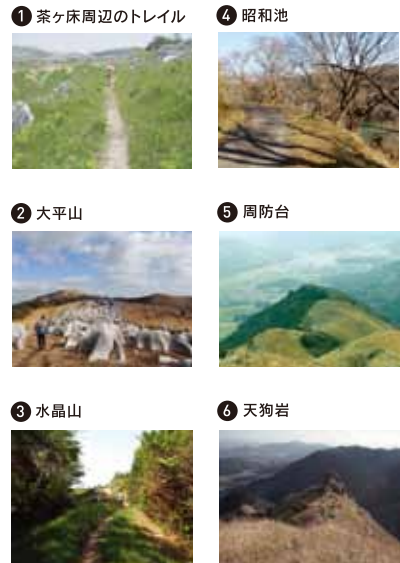 ❶ 茶ヶ床周辺のトレイル
❹ 昭和池
❷ 大平山
❺ 周防台
❸ 水晶山
❻ 天狗岩